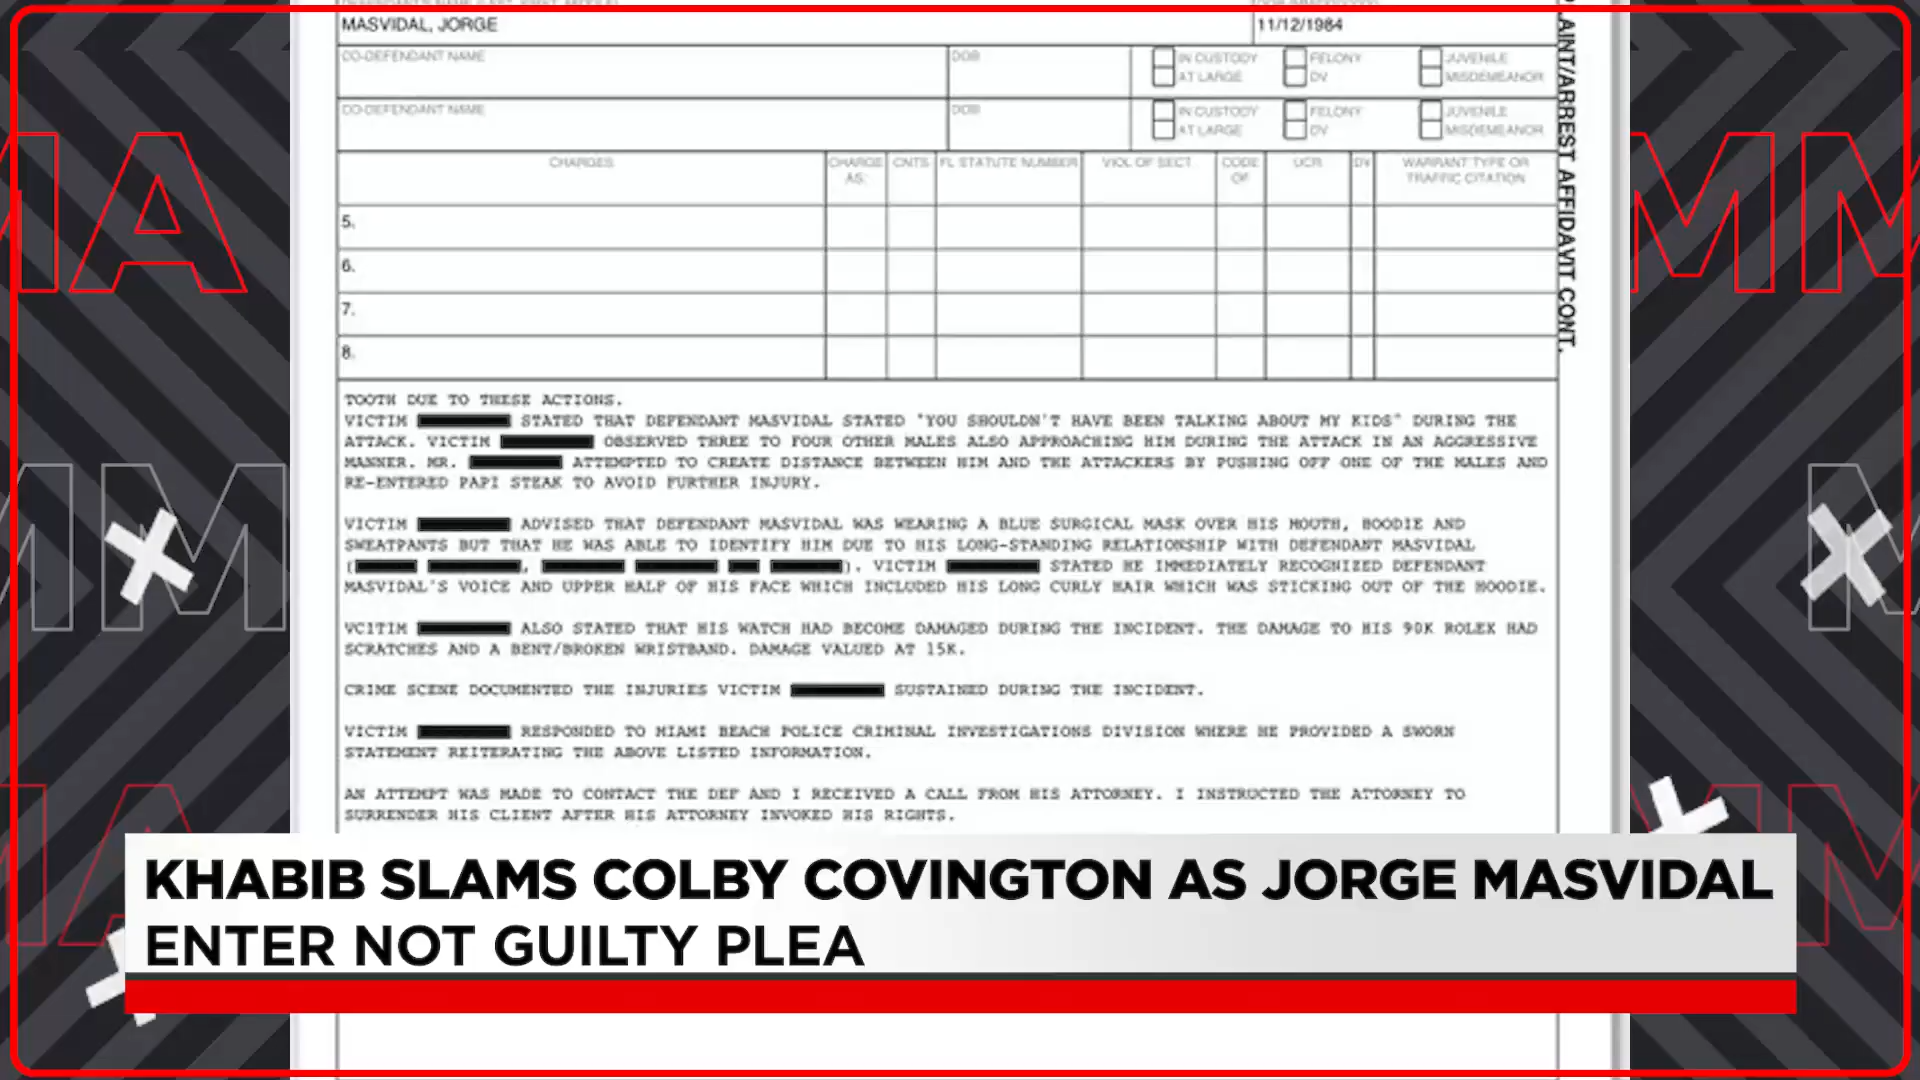 MASVIDAL, JORGE
11/12/1984
CO-DEFENDANT NAME
DOB
IN CUSTODY
AT LARGE
FELONY
DV
JUVENILE
MISDEMEANOR
CO-DEFENDANT NAME
DOB
IN CUSTODY
AT LARGE
FELONY
DV
JUVENILE
MISDEMEANOR
CHARGES
CHARGE AS:
CNTS
FL STATUTE NUMBER
VIOL OF SECT
CODE OF
UCR
DV
WARRANT TYPE OR
TRAFFIC CITATION
5.
6.
7.
8.
AINT/ARREST AFFIDAVIT CONT.
TOOTH DUE TO THESE ACTIONS.
VICTIM STATED THAT DEFENDANT MASVIDAL STATED "YOU SHOULDN'T HAVE BEEN TALKING ABOUT MY KIDS" DURING THE
ATTACK. VICTIM OBSERVED THREE TO FOUR OTHER MALES ALSO APPROACHING HIM DURING THE ATTACK IN AN AGGRESSIVE
MANNER. MR. ATTEMPTED TO CREATE DISTANCE BETWEEN HIM AND THE ATTACKERS BY PUSHING OFF ONE OF THE MALES AND
RE-ENTERED PAPI STEAK TO AVOID FURTHER INJURY.
VICTIM ADVISED THAT DEFENDANT MASVIDAL WAS WEARING A BLUE SURGICAL MASK OVER HIS MOUTH, HOODIE AND
SWEATPANTS BUT THAT HE WAS ABLE TO IDENTIFY HIM DUE TO HIS LONG-STANDING RELATIONSHIP WITH DEFENDANT MASVIDAL
( , ). VICTIM STATED HE IMMEDIATELY RECOGNIZED DEFENDANT
MASVIDAL'S VOICE AND UPPER HALF OF HIS FACE WHICH INCLUDED HIS LONG CURLY HAIR WHICH WAS STICKING OUT OF THE HOODIE.
VCITIM ALSO STATED THAT HIS WATCH HAD BECOME DAMAGED DURING THE INCIDENT. THE DAMAGE TO HIS 90K ROLEX HAD
SCRATCHES AND A BENT/BROKEN WRISTBAND. DAMAGE VALUED AT 15K.
CRIME SCENE DOCUMENTED THE INJURIES VICTIM SUSTAINED DURING THE INCIDENT.
VICTIM RESPONDED TO MIAMI BEACH POLICE CRIMINAL INVESTIGATIONS DIVISION WHERE HE PROVIDED A SWORN
STATEMENT REITERATING THE ABOVE LISTED INFORMATION.
AN ATTEMPT WAS MADE TO CONTACT THE DEF AND I RECEIVED A CALL FROM HIS ATTORNEY. I INSTRUCTED THE ATTORNEY TO
SURRENDER HIS CLIENT AFTER HIS ATTORNEY INVOKED HIS RIGHTS.
KHABIB SLAMS COLBY COVINGTON AS JORGE MASVIDAL
ENTER NOT GUILTY PLEA